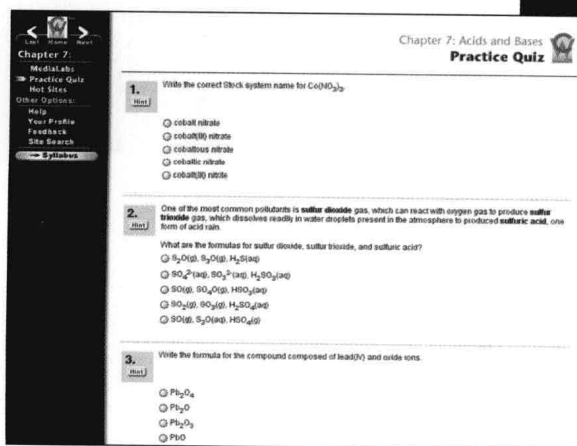 Last Home Next
Chapter 7:
MediaLabs
Practice Quiz
Hot Sites
Other Options:
Help
Your Profile
Feedback
Site Search
Syllabus
Chapter 7: Acids and Bases
Practice Quiz
1.
Hint
Write the correct Stock system name for Co(NO₃)₃.
cobalt nitrate
cobalt(III) nitrate
cobaltous nitrate
cobaltic nitrate
2.
Hint
One of the most common pollutants is sulfur dioxide gas, which can react with oxygen gas to produce sulfur
trioxide gas, which dissolves readily in water droplets present in the atmosphere to produced sulfuric acid, one
form of acid rain.
What are the formulas for sulfur dioxide, sulfur trioxide, and sulfuric acid?
S₂O(g), S₃O(g), H₂S(aq)
SO₄²⁻(aq), SO₃²⁻(aq), H₂SO₃(aq)
SO(g), SO₄O(g), HSO₃(aq)
SO₂(g), SO₃(g), H₂SO₄(aq)
SO(g), S₂O(aq), HSO₄(g)
3.
Hint
Write the formula for the compound composed of lead(IV) and oxide ions.
Pb₂O₄
Pb₂O
Pb₂O₃
PbO